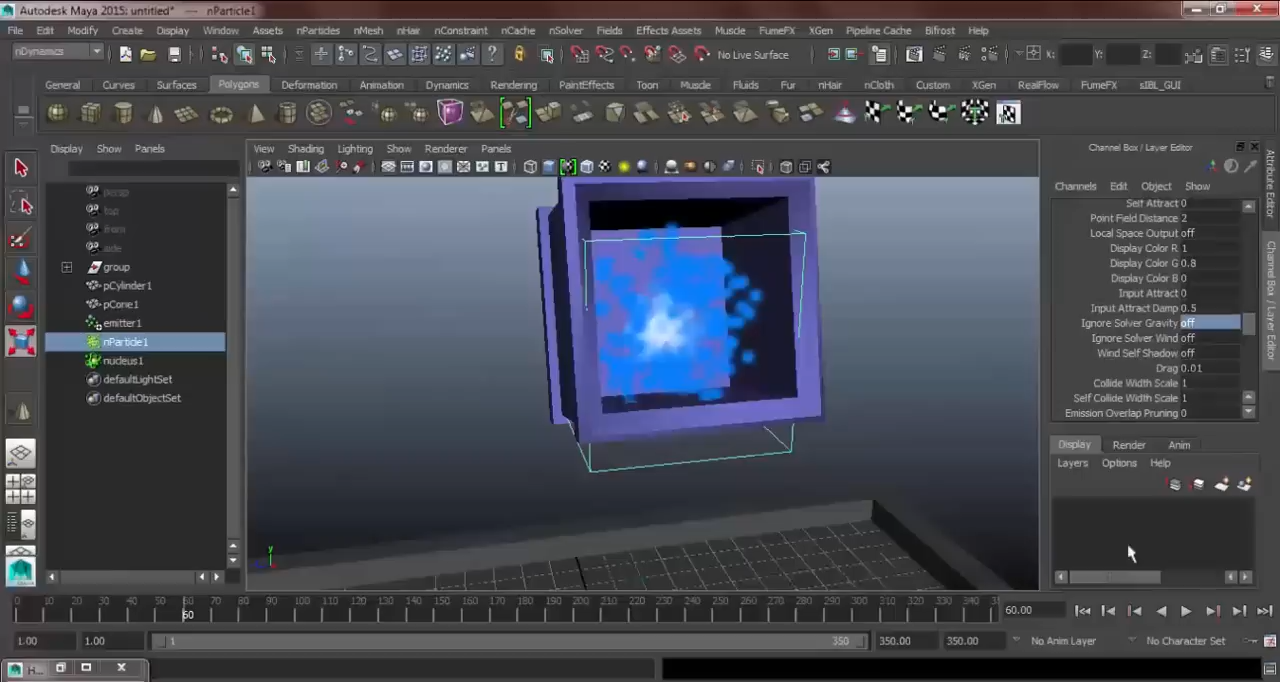 Autodesk Maya 2015: untitled* --- nParticle1
File Edit Modify Create Display Window Assets nParticles nMesh nHair nConstraint nCache nSolver Fields Effects Assets Muscle FumeFX XGen Pipeline Cache Bifrost Help
nDynamics No Live Surface X: Y: Z:
General Curves Surfaces Polygons Deformation Animation Dynamics Rendering PaintEffects Toon Muscle Fluids Fur nHair nCloth Custom XGen RealFlow FumeFX sIBL_GUI
Display Show Panels
View Shading Lighting Show Renderer Panels
Channel Box / Layer Editor
Channels Edit Object Show
persp
top
front
side
group
pCylinder1
pCone1
emitter1
nParticle1
nucleus1
defaultLightSet
defaultObjectSet
y
Self Attract 0
Point Field Distance 2
Local Space Output off
Display Color R 1
Display Color G 0.8
Display Color B 0
Input Attract 0
Input Attract Damp 0.5
Ignore Solver Gravity off
Ignore Solver Wind off
Wind Self Shadow off
Drag 0.01
Collide Width Scale 1
Self Collide Width Scale 1
Emission Overlap Pruning 0
Display Render Anim
Layers Options Help
Attribute Editor
Channel Box / Layer Editor
0 10 20 30 40 50 60 70 80 90 100 110 120 130 140 150 160 170 180 190 200 210 220 230 240 250 260 270 280 290 300 310 320 330 340 35
60
60.00
1.00 1.00 1 350 350.00 350.00 No Anim Layer No Character Set
H...